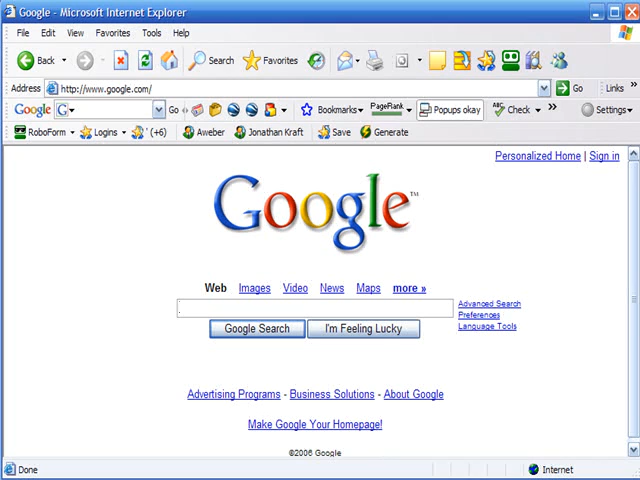 Google - Microsoft Internet Explorer
File Edit View Favorites Tools Help
Back Search Favorites
Address http://www.google.com/ Go Links »
Google G Go Bookmarks PageRank Popups okay ABC Check » Settings
RoboForm Logins ' (+6) Aweber Jonathan Kraft Save Generate
Personalized Home | Sign in
Google™
Web Images Video News Maps more »
Advanced Search
Preferences
Language Tools
Google Search I'm Feeling Lucky
Advertising Programs - Business Solutions - About Google
Make Google Your Homepage!
©2006 Google
Done Internet